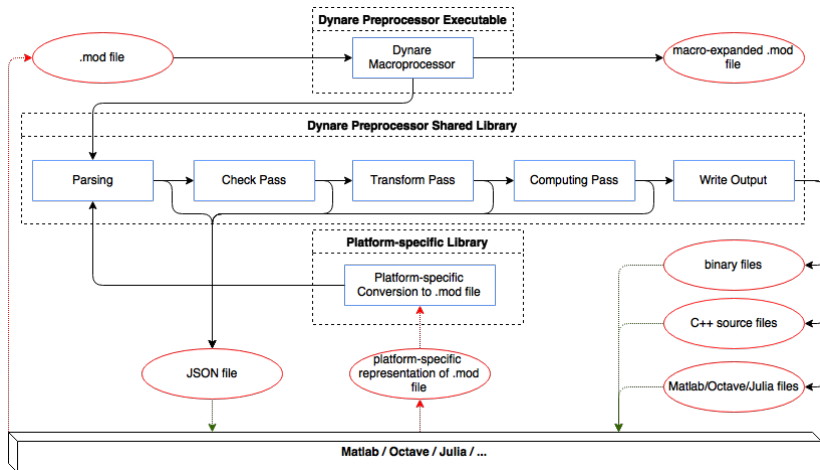 Dynare Preprocessor Executable
.mod file
Dynare
Macroprocessor
macro-expanded .mod
file
Dynare Preprocessor Shared Library
Parsing
Check Pass
Transform Pass
Computing Pass
Write Output
Platform-specific Library
Platform-specific
Conversion to .mod file
binary files
C++ source files
JSON file
platform-specific
representation of .mod
file
Matlab/Octave/Julia files
Matlab / Octave / Julia / ...